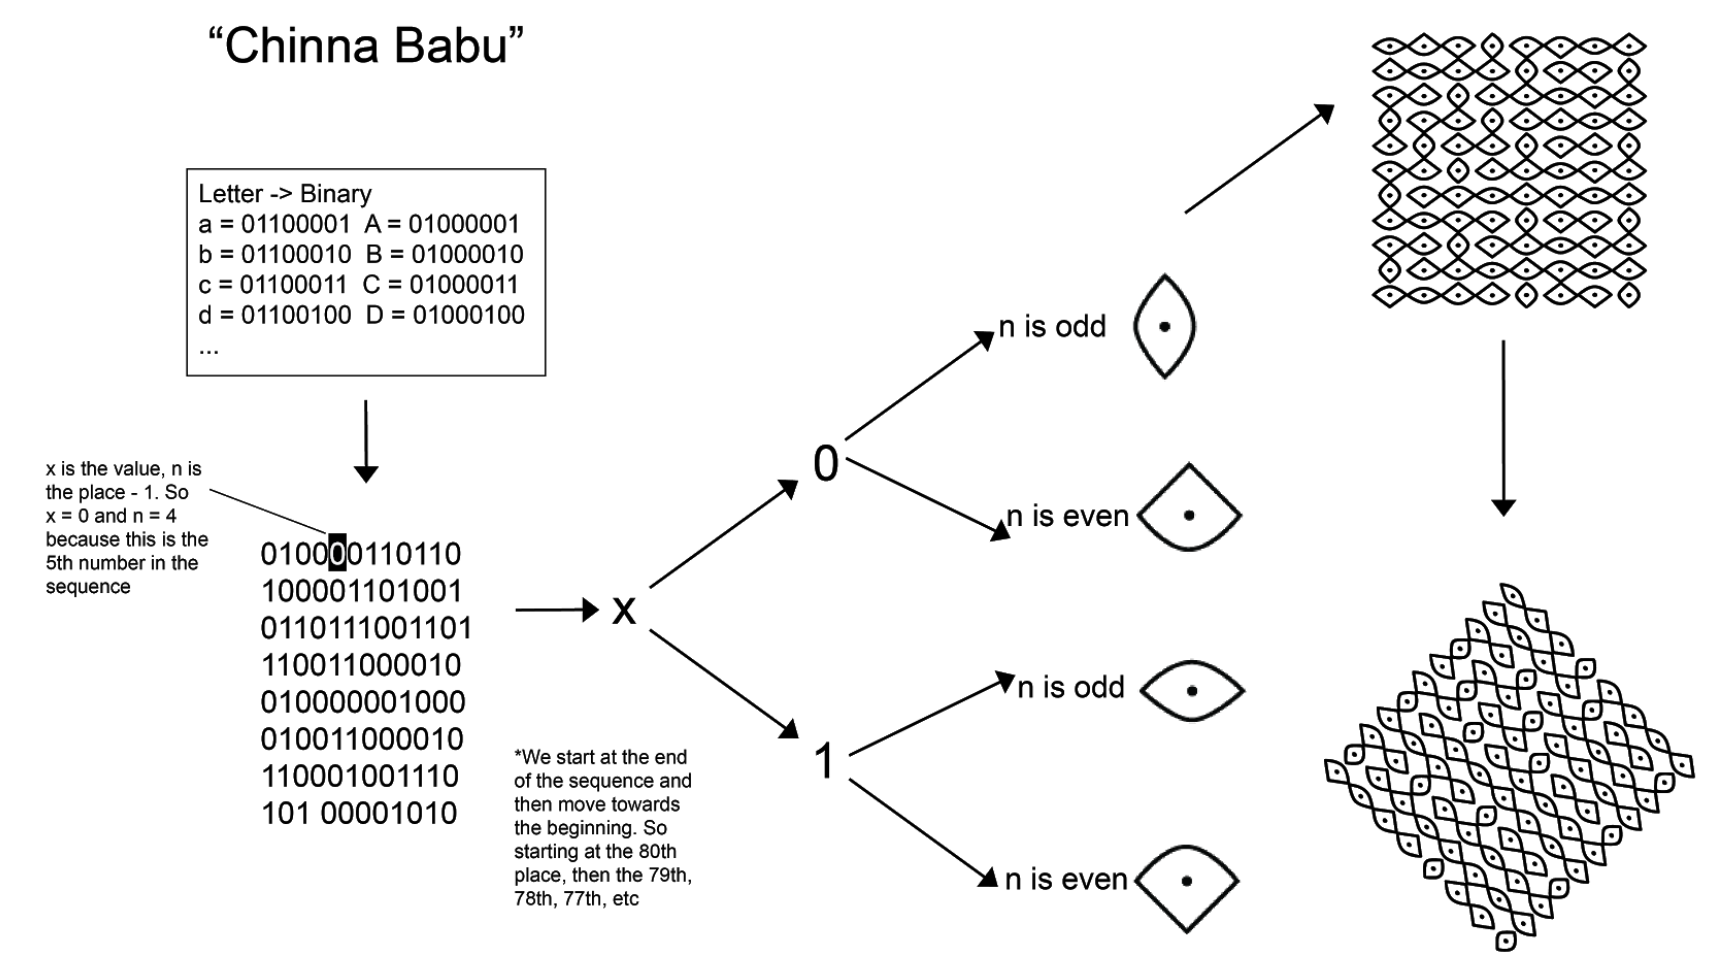 “Chinna Babu”
Letter -> Binary
a = 01100001 A = 01000001
b = 01100010 B = 01000010
c = 01100011 C = 01000011
d = 01100100 D = 01000100
...
x is the value, n is
the place - 1. So
x = 0 and n = 4
because this is the
5th number in the
sequence
010000110110
100001101001
0110111001101
110011000010
010000001000
010011000010
110001001110
101 00001010
*We start at the end
of the sequence and
then move towards
the beginning. So
starting at the 80th
place, then the 79th,
78th, 77th, etc
x
0
1
n is odd
n is even
n is odd
n is even